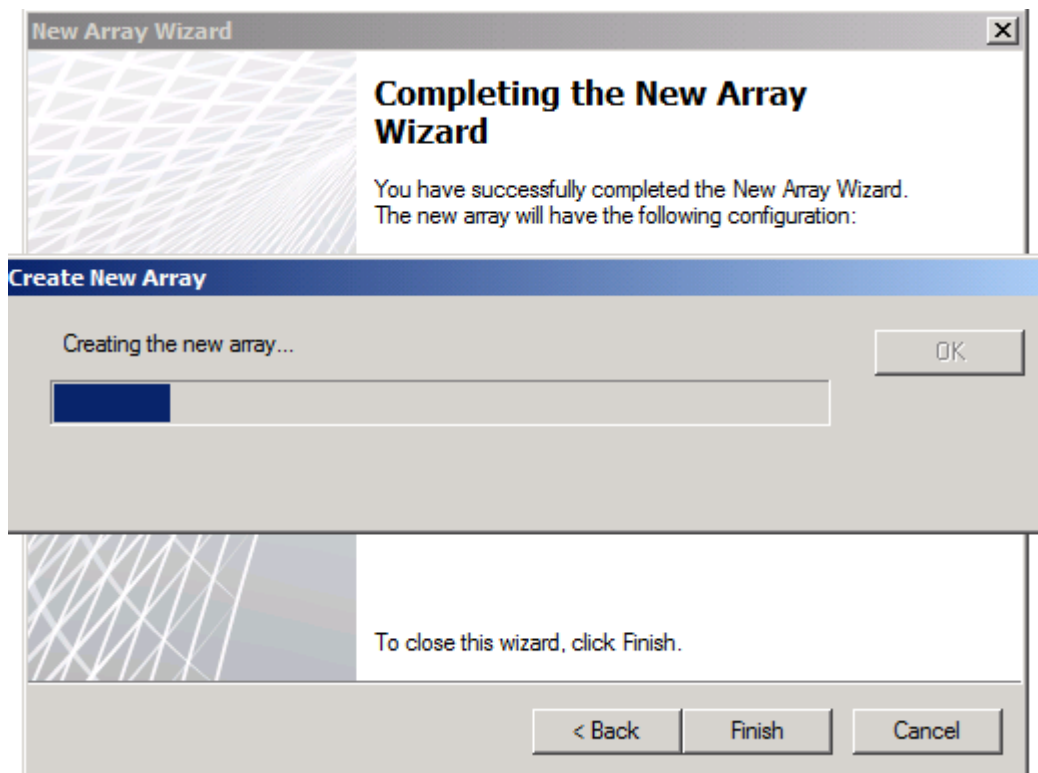 New Array Wizard
Completing the New Array
Wizard
You have successfully completed the New Array Wizard.
The new array will have the following configuration:
Create New Array
Creating the new array...
OK
To close this wizard, click Finish.
< Back
Finish
Cancel